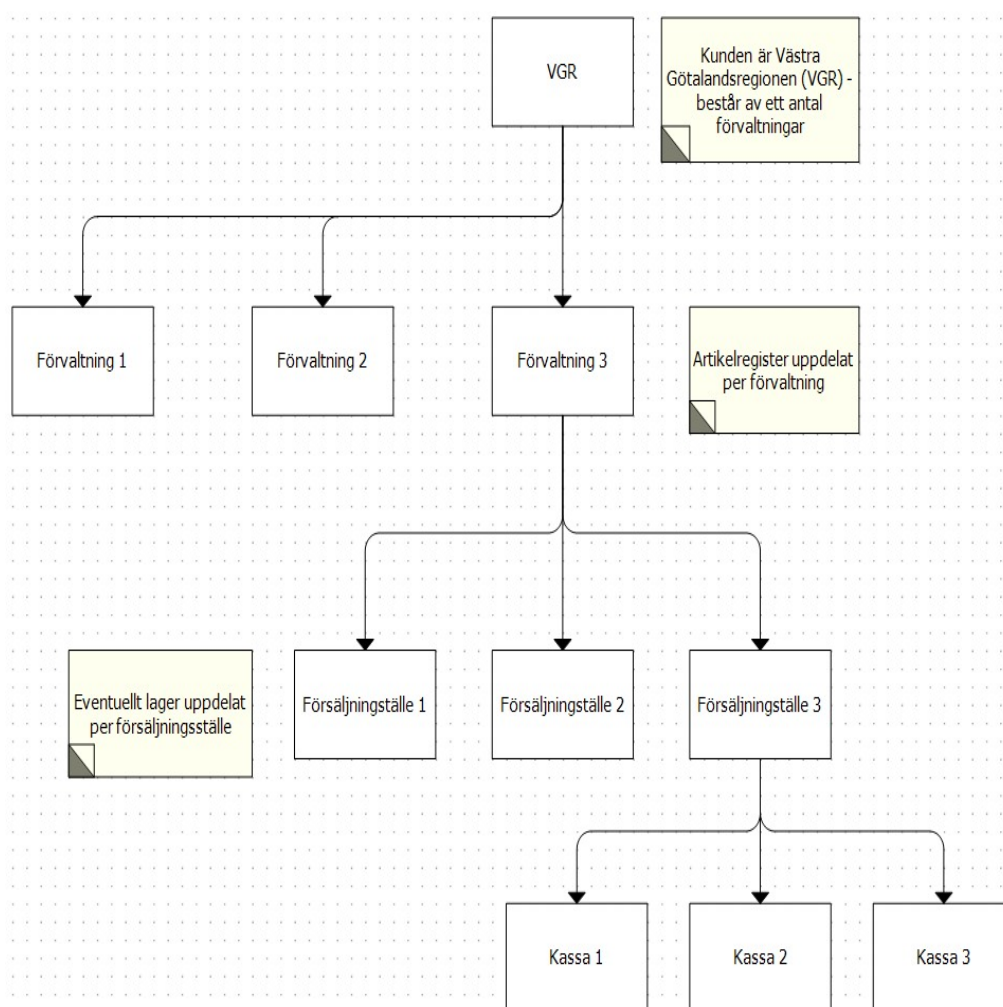 VGR
Kunden är Västra
Götalandsregionen (VGR) -
består av ett antal
förvaltningar
Förvaltning 1
Förvaltning 2
Förvaltning 3
Artikelregister uppdelat
per förvaltning
Eventuellt lager uppdelat
per försäljningsställe
Försäljningställe 1
Försäljningställe 2
Försäljningställe 3
Kassa 1
Kassa 2
Kassa 3